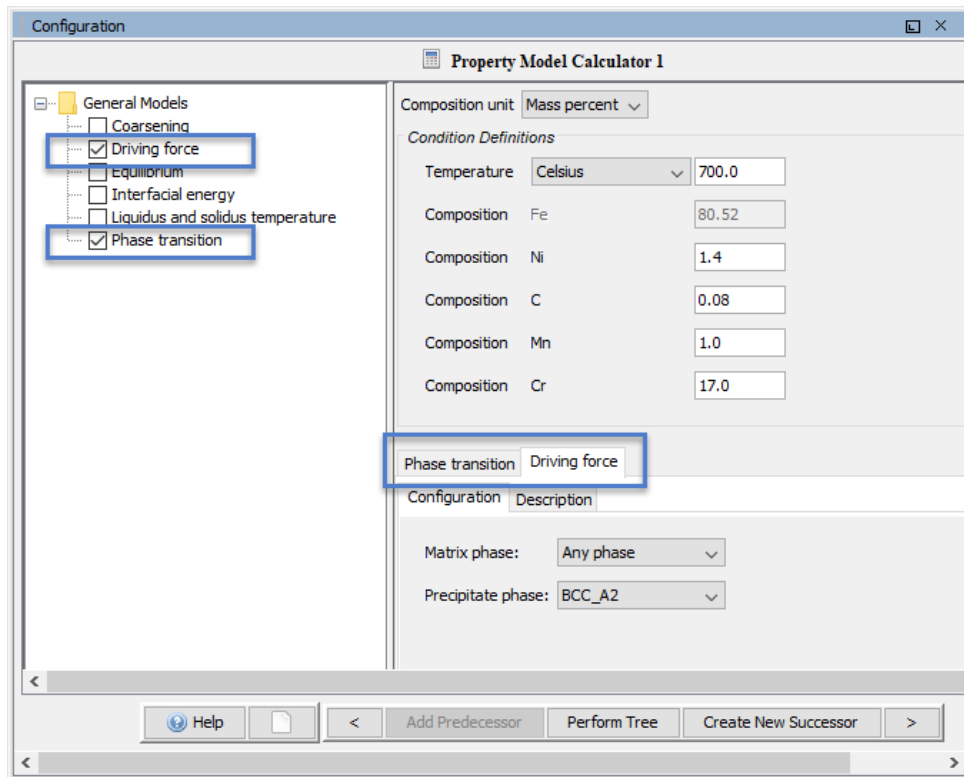 Configuration
Property Model Calculator 1
General Models
Coarsening
Driving force
Equilibrium
Interfacial energy
Liquidus and solidus temperature
Phase transition
Composition unit Mass percent
Condition Definitions
Temperature Celsius 700.0
Composition Fe 80.52
Composition Ni 1.4
Composition C 0.08
Composition Mn 1.0
Composition Cr 17.0
Phase transition Driving force
Configuration Description
Matrix phase: Any phase
Precipitate phase: BCC_A2
Help < Add Predecessor Perform Tree Create New Successor >